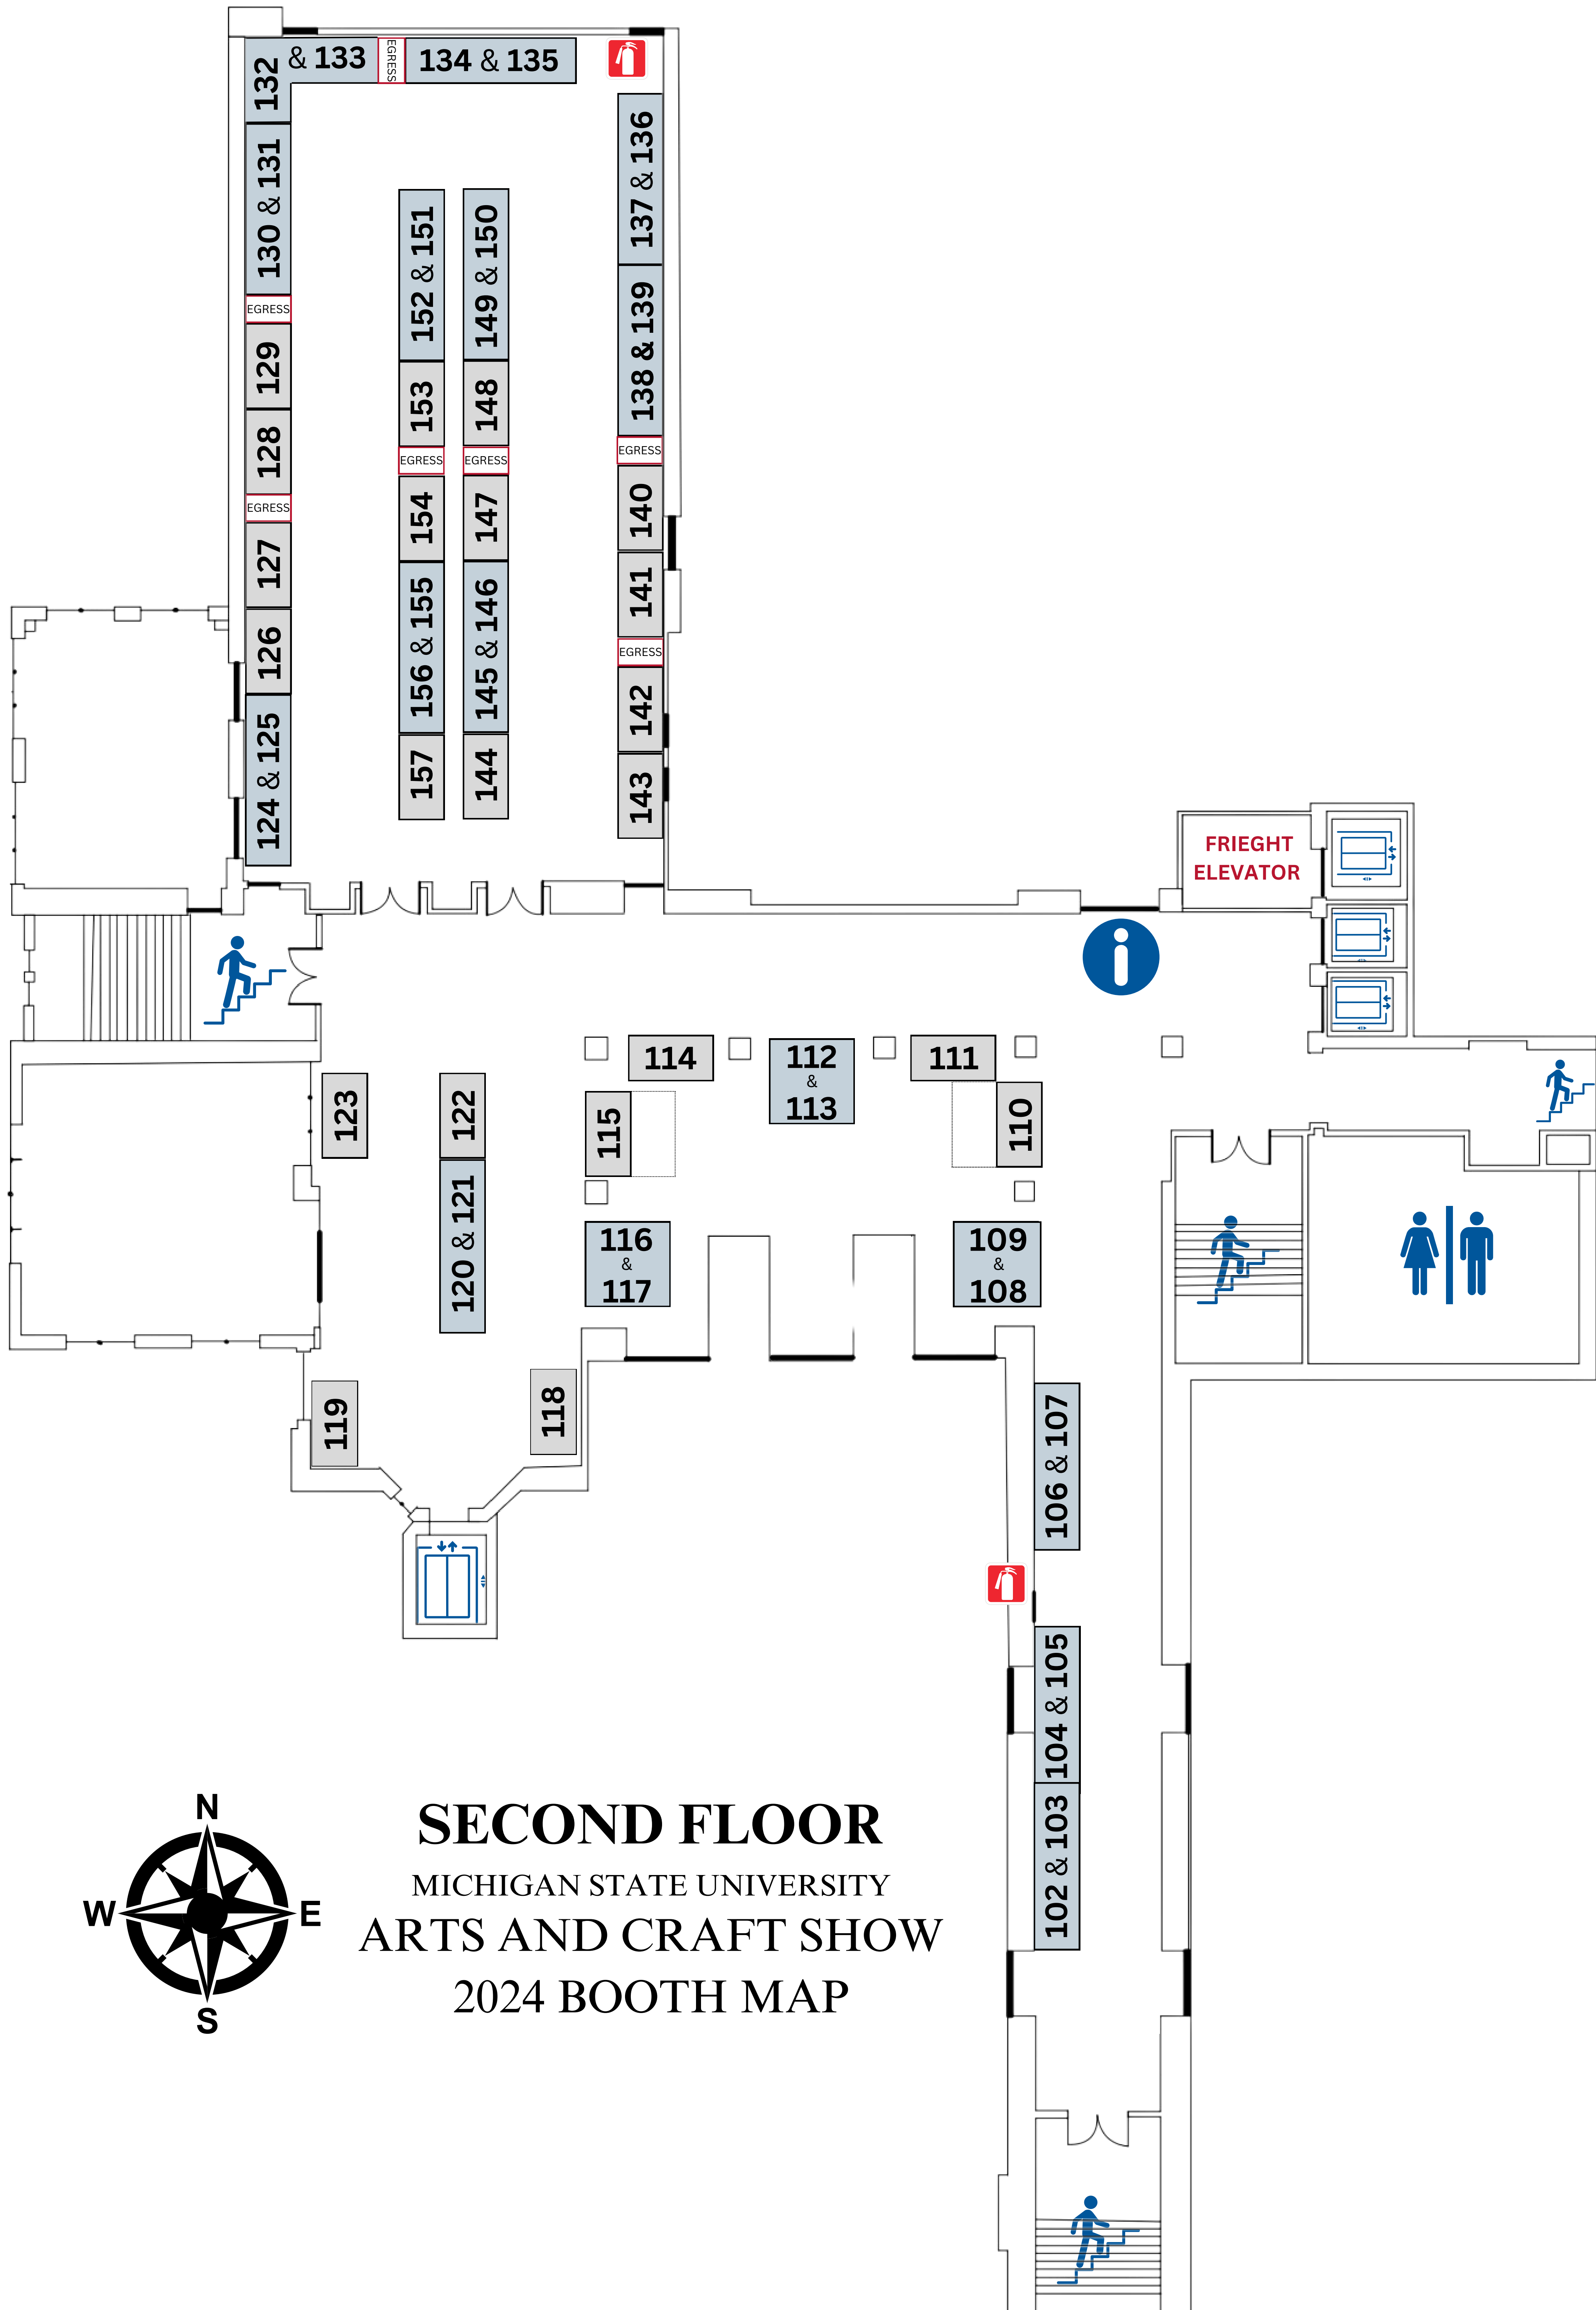 132 & 133
EGRESS
134 & 135
130 & 131
137 & 136
152 & 151
149 & 150
EGRESS
138 & 139
129
153
148
128
EGRESS
EGRESS
EGRESS
EGRESS
154
147
140
127
141
156 & 155
145 & 146
126
EGRESS
142
124 & 125
157
144
143
FRIEGHT
ELEVATOR
i
114
112
&
113
111
123
122
115
110
120 & 121
116
&
117
109
&
108
119
118
106 & 107
104 & 105
102 & 103
N
W
E
S
SECOND FLOOR
MICHIGAN STATE UNIVERSITY
ARTS AND CRAFT SHOW
2024 BOOTH MAP